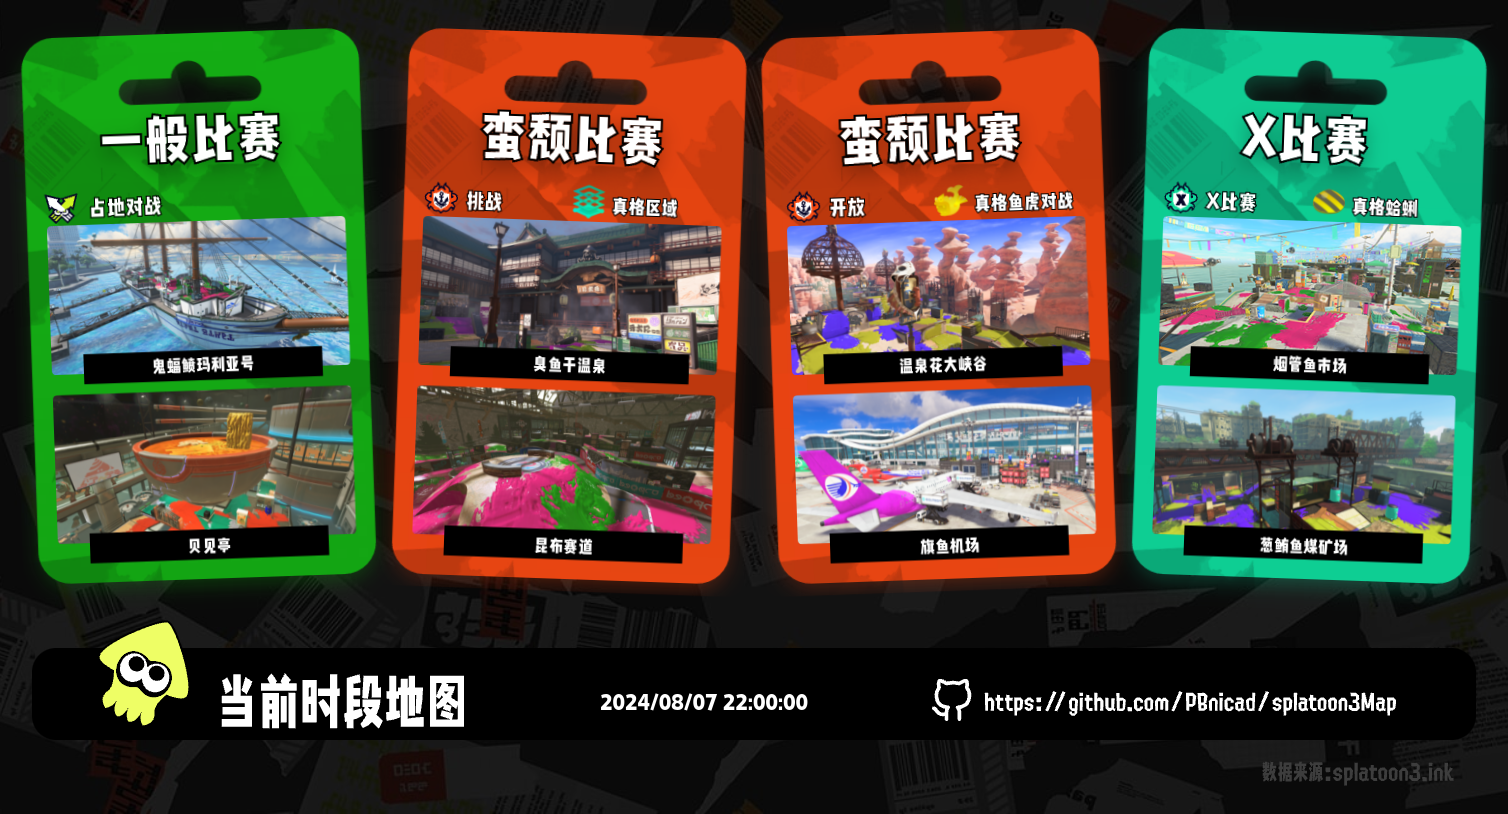 一般比赛
占地对战
鬼蝠鲼玛利亚号
贝见亭
蛮颓比赛
挑战
真格区域
臭鱼干温泉
昆布赛道
蛮颓比赛
开放
真格鱼虎对战
温泉花大峡谷
旗鱼机场
X比赛
X比赛
真格蛤蜊
烟管鱼市场
葱鲔鱼煤矿场
当前时段地图
2024/08/07 22:00:00
https://github.com/PBnicad/splatoon3Map
数据来源:splatoon3.ink